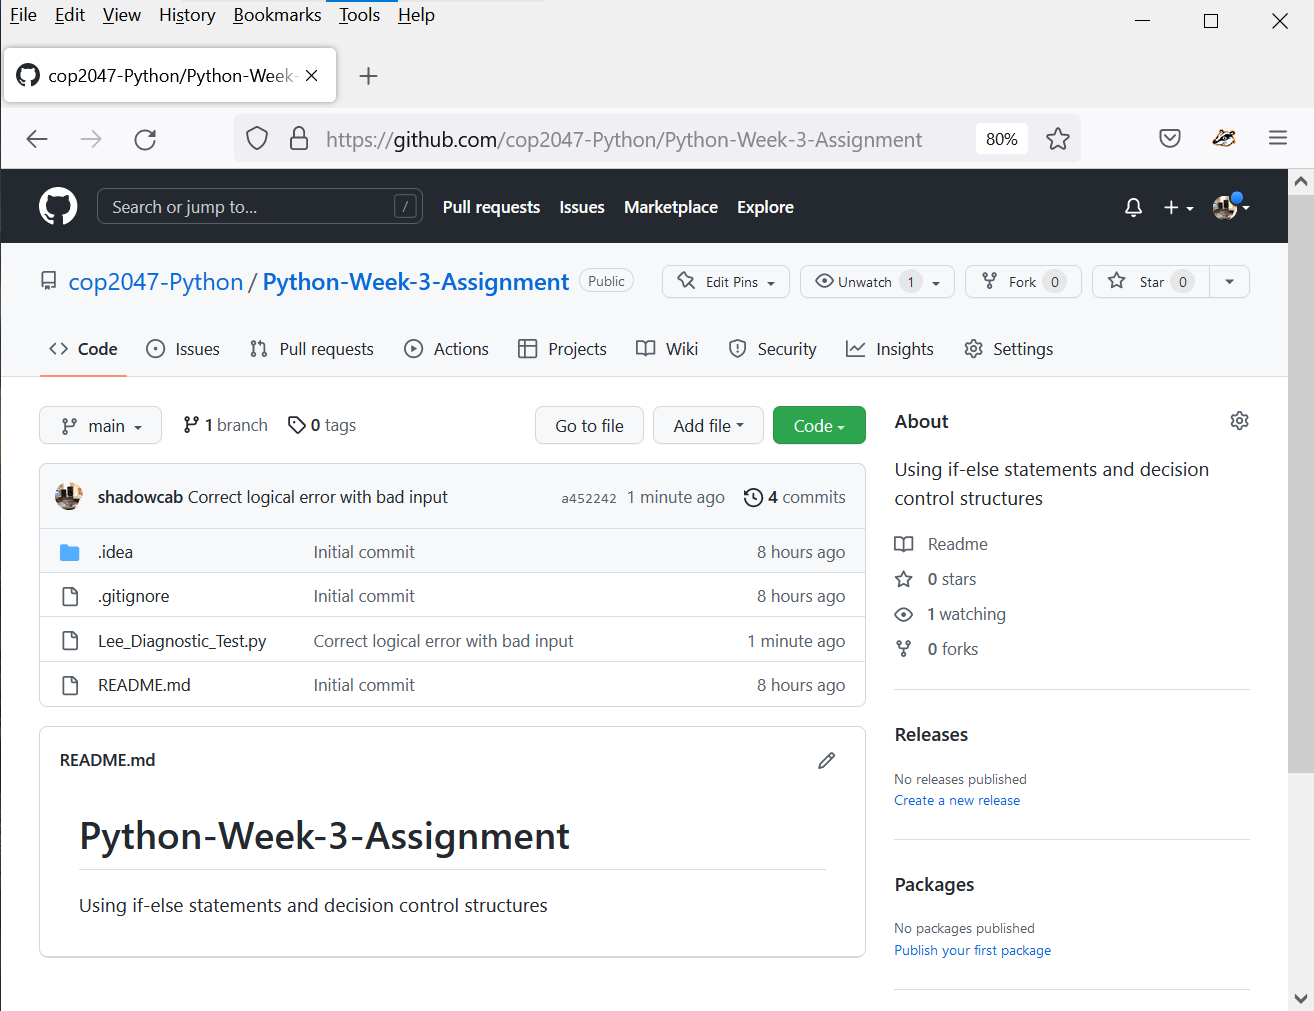 File Edit View History Bookmarks Tools Help
cop2047-Python/Python-Week-
https://github.com/cop2047-Python/Python-Week-3-Assignment 80%
Search or jump to... / Pull requests Issues Marketplace Explore
cop2047-Python / Python-Week-3-Assignment Public Edit Pins Unwatch 1 Fork 0 Star 0
Code Issues Pull requests Actions Projects Wiki Security Insights Settings
main 1 branch 0 tags Go to file Add file Code
shadowcab Correct logical error with bad input a452242 1 minute ago 4 commits
.idea Initial commit 8 hours ago
.gitignore Initial commit 8 hours ago
Lee_Diagnostic_Test.py Correct logical error with bad input 1 minute ago
README.md Initial commit 8 hours ago
README.md
Python-Week-3-Assignment
Using if-else statements and decision control structures
About
Using if-else statements and decision
control structures
Readme
0 stars
1 watching
0 forks
Releases
No releases published
Create a new release
Packages
No packages published
Publish your first package